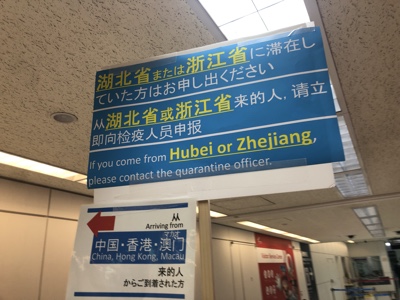 湖北省または浙江省に滞在し
ていた方はお申し出ください
从湖北省或浙江省来的人，请立
即向检疫人员申报
If you come from Hubei or Zhejiang,
please contact the quarantine officer.
从
Arriving from
中国・香港・澳门
China, Hong Kong, Macau
来的人
からご到着された方